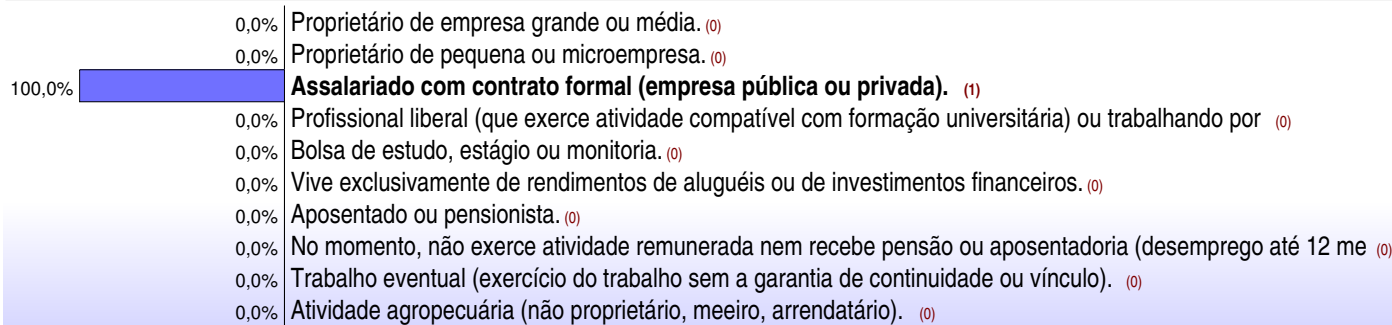 0,0% Proprietário de empresa grande ou média. (0)
0,0% Proprietário de pequena ou microempresa. (0)
100,0% Assalariado com contrato formal (empresa pública ou privada). (1)
0,0% Profissional liberal (que exerce atividade compatível com formação universitária) ou trabalhando por (0)
0,0% Bolsa de estudo, estágio ou monitoria. (0)
0,0% Vive exclusivamente de rendimentos de aluguéis ou de investimentos financeiros. (0)
0,0% Aposentado ou pensionista. (0)
0,0% No momento, não exerce atividade remunerada nem recebe pensão ou aposentadoria (desemprego até 12 me (0)
0,0% Trabalho eventual (exercício do trabalho sem a garantia de continuidade ou vínculo). (0)
0,0% Atividade agropecuária (não proprietário, meeiro, arrendatário). (0)